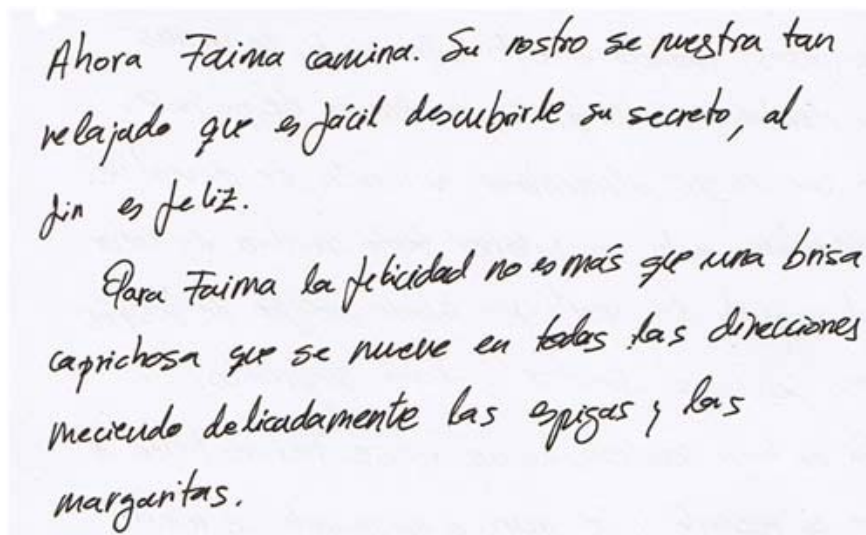 Ahora Faima camina. Su rostro se muestra tan
relajado que es fácil descubrirle su secreto, al
fin es feliz.
Para Faima la felicidad no es más que una brisa
caprichosa que se mueve en todas las direcciones
meciendo delicadamente las espigas y las
margaritas.